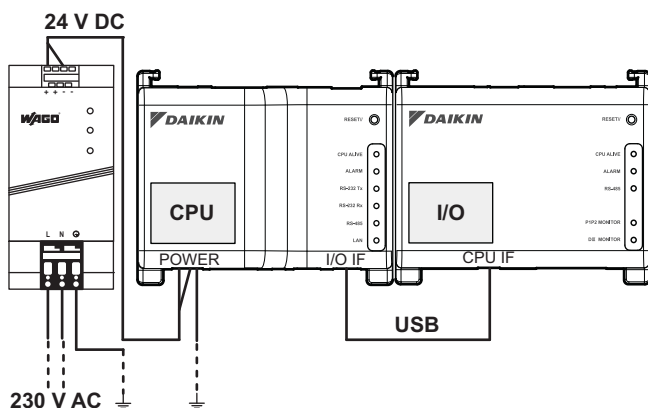 24 V DC
+ + - -
WAGO
L N
DAIKIN
RESET/
CPU ALIVE
ALARM
RS-232 Tx
RS-232 Rx
RS-485
LAN
CPU
POWER
I/O IF
DAIKIN
RESET/
CPU ALIVE
ALARM
RS-485
P1P2 MONITOR
DIII MONITOR
I/O
CPU IF
USB
230 V AC